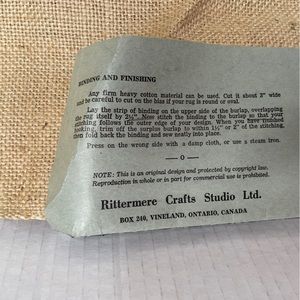 BINDING AND FINISHING
Any firm heavy cotton material can be used. Cut it about 3" wide
and be careful to cut on the bias if your rug is round or oval.
Lay the strip of binding on the upper side of the burlap, overlapping
the rug itself by 2½". Now stitch the binding to the burlap so that your
stitching follows the outer edge of your design. When you have finished
hooking, trim off the surplus burlap to within 1½" or 2" of the stitching,
then fold back the binding and sew neatly into place.
Press on the wrong side with a damp cloth, or use a steam iron.
— o —
NOTE: This is an original design and protected by copyright law.
Reproduction in whole or in part for commercial use is prohibited.
Rittermere Crafts Studio Ltd.
BOX 240, VINELAND, ONTARIO, CANADA